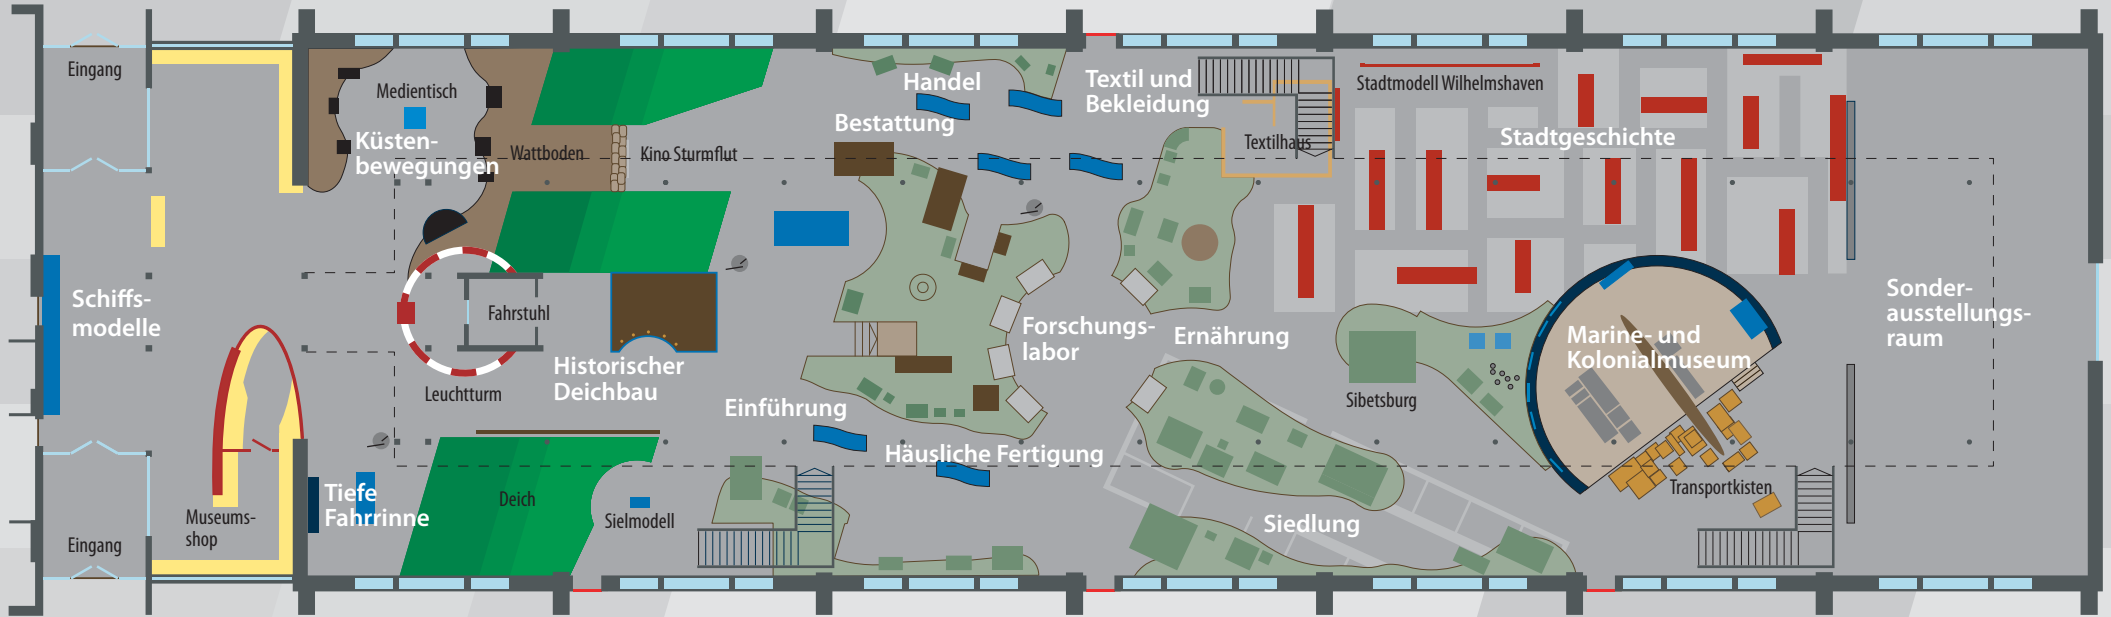 Eingang
Medientisch
Küsten-
bewegungen
Wattboden
Kino Sturmflut
Handel
Bestattung
Textil und
Bekleidung
Textilhaus
Stadtmodell Wilhelmshaven
Stadtgeschichte
Schiffs-
modelle
Fahrstuhl
Leuchtturm
Historischer
Deichbau
Forschungs-
labor
Ernährung
Sibetsburg
Marine- und
Kolonialmuseum
Sonder-
ausstellungs-
raum
Einführung
Häusliche Fertigung
Museums-
shop
Tiefe
Fahrrinne
Deich
Sielmodell
Siedlung
Transportkisten
Eingang